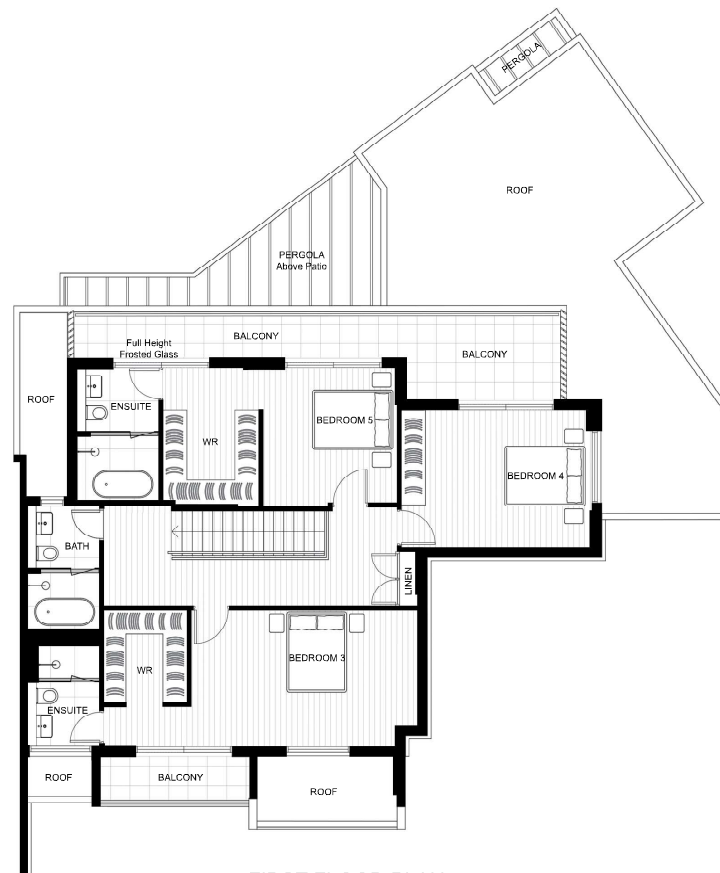 PERGOLA
ROOF
PERGOLA
Above Patio
BALCONY
Full Height
Frosted Glass
BALCONY
ROOF
ENSUITE
BEDROOM 5
WR
BEDROOM 4
BATH
LINEN
BEDROOM 3
WR
ENSUITE
ROOF
BALCONY
ROOF